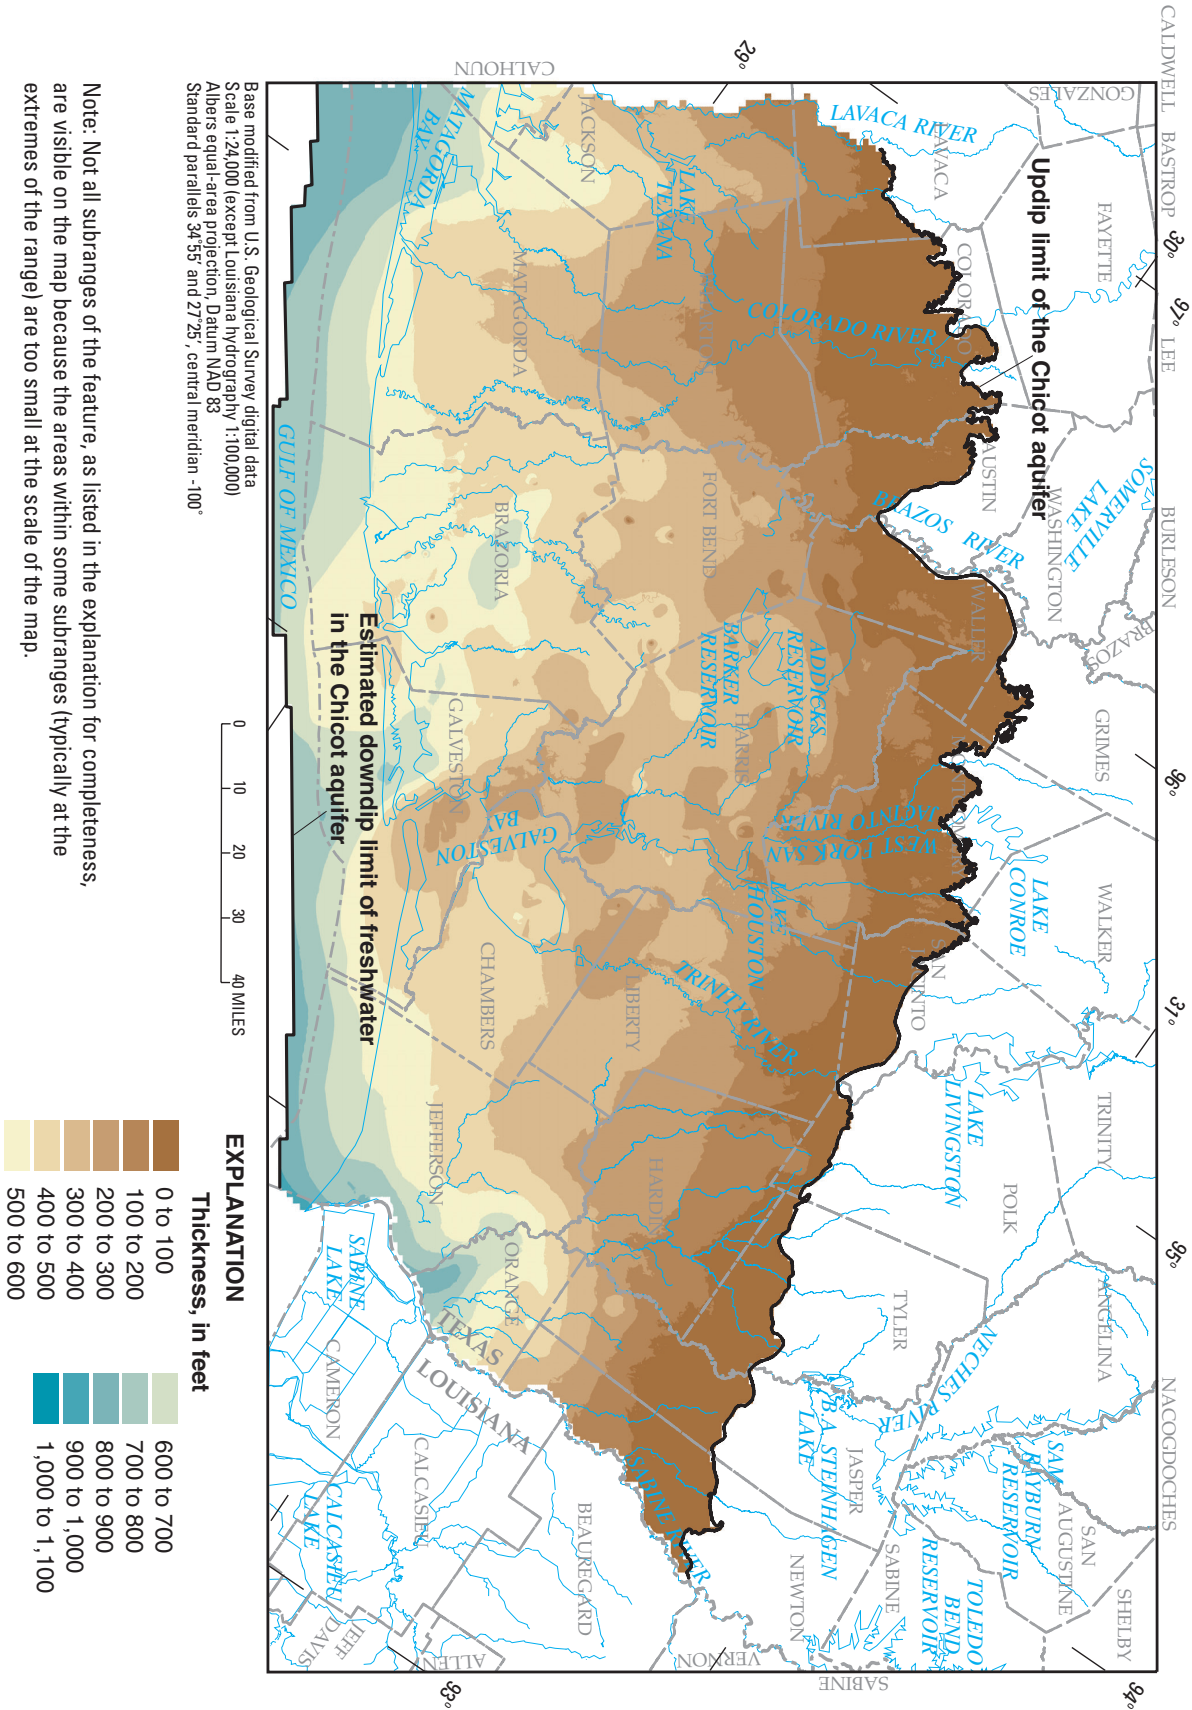 CALDWELL
BASTROP
LEE
BURLESON
BRAZOS
GRIMES
WALKER
TRINITY
ANGELINA
NACOGDOCHES
SHELBY
GONZALES
FAYETTE
WASHINGTON
AUSTIN
WALLER
LAVACA
COLORADO
JACKSON
CALHOUN
MATAGORDA
FORT BEND
BRAZORIA
GALVESTON
HARRIS
SAN
CHAMBERS
LIBERTY
JEFFERSON
HARDIN
ORANGE
POLK
TYLER
JASPER
NEWTON
SABINE
SAN
AUGUSTINE
SABINE
VERNON
BEAUREGARD
ALLEN
CALCASIEU
CAMERON
JEFF
DAVIS
TEXAS
LOUISIANA
30°
97°
96°
31°
95°
94°
29°
93°
LAVACA RIVER
LAKE
TEXANA
COLORADO RIVER
BRAZOS RIVER
SOMERVILLE
LAKE
ADDICKS
RESERVOIR
BARKER
RESERVOIR
WEST FORK SAN
JACINTO RIVER
LAKE
CONROE
LAKE
HOUSTON
TRINITY RIVER
LAKE
LIVINGSTON
GALVESTON
BAY
MATAGORDA
BAY
GULF OF MEXICO
NECHES RIVER
B.A. STEINHAGEN
LAKE
SAM
RAYBURN
RESERVOIR
TOLEDO
BEND
RESERVOIR
SABINE RIVER
SABINE
LAKE
CALCASIEU
LAKE
Updip limit of the Chicot aquifer
Estimated downdip limit of freshwater
in the Chicot aquifer
Base modified from U.S. Geological Survey digital data
Scale 1:24,000 (except Louisiana hydrography 1:100,000)
Albers equal-area projection, Datum NAD 83
Standard parallels 34°55' and 27°25', central meridian -100°
0 10 20 30 40 MILES
Note: Not all subranges of the feature, as listed in the explanation for completeness,
are visible on the map because the areas within some subranges (typically at the
extremes of the range) are too small at the scale of the map.
EXPLANATION
Thickness, in feet
0 to 100
100 to 200
200 to 300
300 to 400
400 to 500
500 to 600
600 to 700
700 to 800
800 to 900
900 to 1,000
1,000 to 1,100